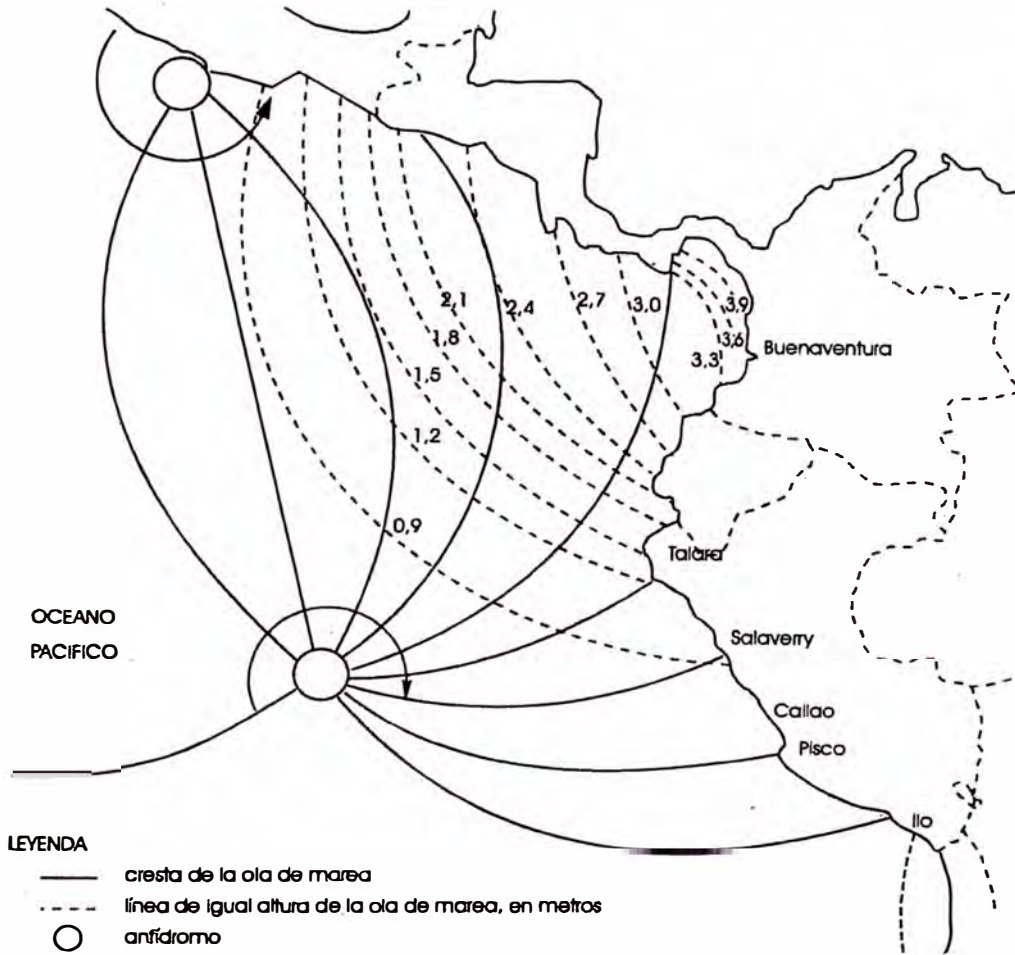 2,1
2,4
2,7
3,0
3,9
1,8
3,6
Buenaventura
3,3
1,5
1,2
0,9
Talara
OCEANO
PACIFICO
Salaverry
Callao
Pisco
Ilo
LEYENDA
cresta de la ola de marea
línea de igual altura de la ola de marea, en metros
anfídromo